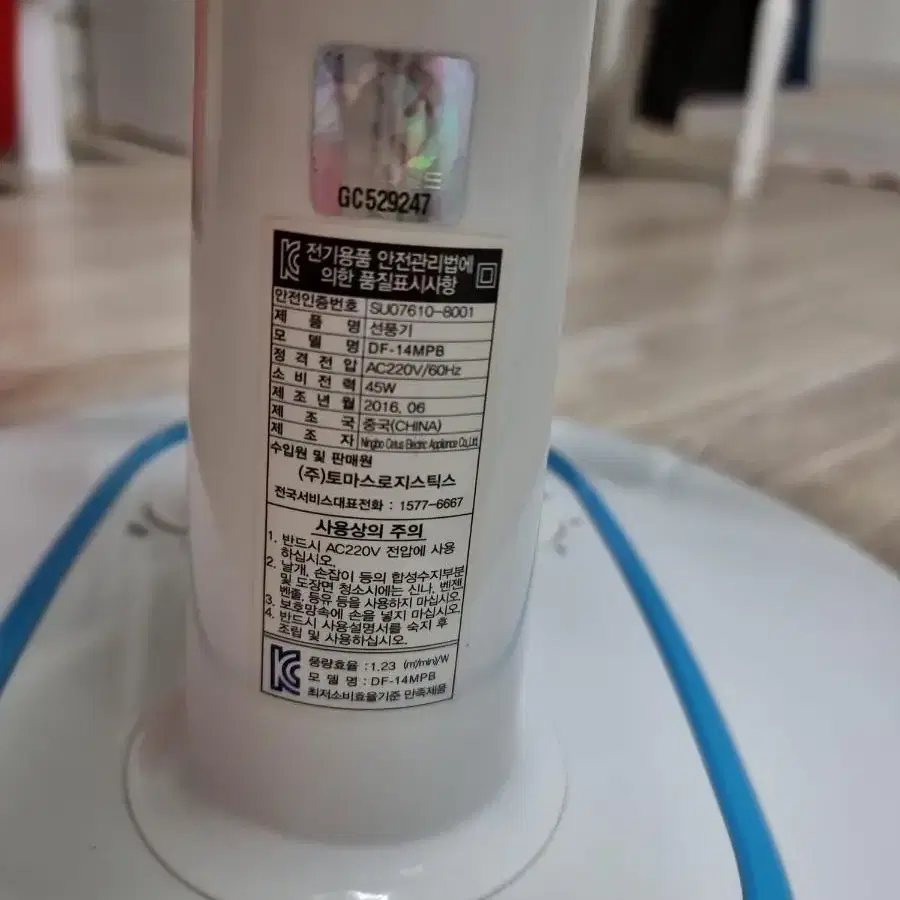 GC529247
전기용품 안전관리법에
의한 품질표시사항
안전인증번호 SU07610-8001
제품명 선풍기
모델명 DF-14MPB
정격전압 AC220V/60Hz
소비전력 45W
제조년월 2016. 06
제조국 중국(CHINA)
제조자 Ningbo Cetus Electric Appliance Co.,Ltd.
수입원 및 판매원
(주)토마스로지스틱스
전국서비스대표전화 : 1577-6667
사용상의 주의
1. 반드시 AC220V 전압에 사용
하십시오.
2. 날개, 손잡이 등의 합성수지부분
및 도장면 청소시에는 신나, 벤젠,
벤졸, 등유 등을 사용하지 마십시오.
3. 보호망속에 손을 넣지 마십시오.
4. 반드시 사용설명서를 숙지 후
조립 및 사용하십시오.
풍량효율 : 1.23 (㎥/min)/W
모델명 : DF-14MPB
최저소비효율기준 만족제품